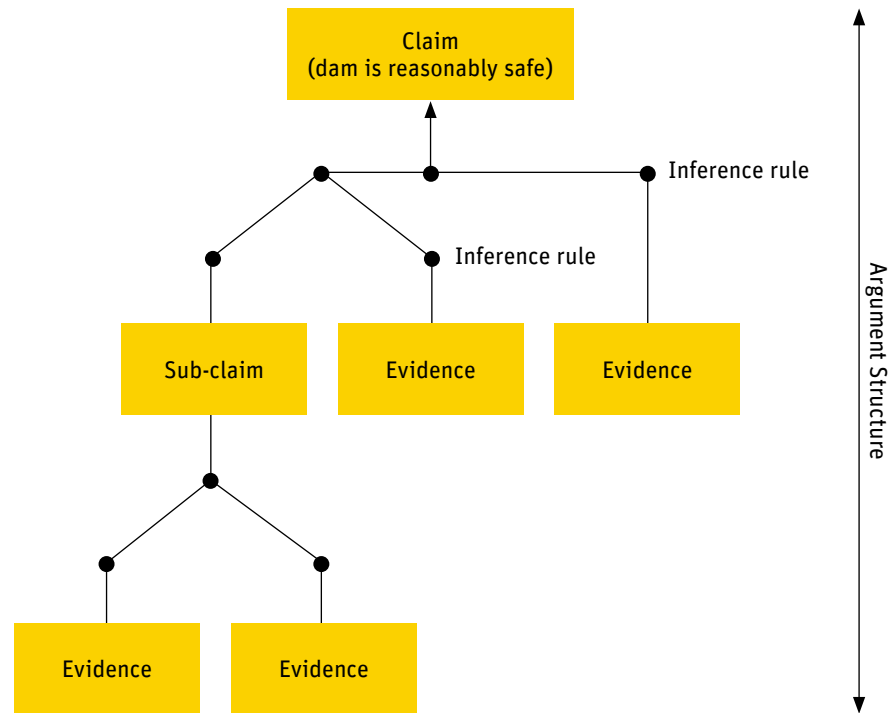 Claim
(dam is reasonably safe)
Inference rule
Inference rule
Sub-claim
Evidence
Evidence
Argument Structure
Evidence
Evidence